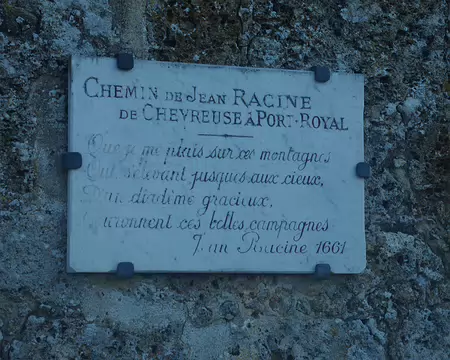 CHEMIN DE JEAN RACINE
DE CHEVREUSE À PORT-ROYAL
Que je me plais sur ces montagnes
Qui s'élevant jusques aux cieux,
D'un diadème gracieux,
Couronnent ces belles campagnes
Jean Racine 1661